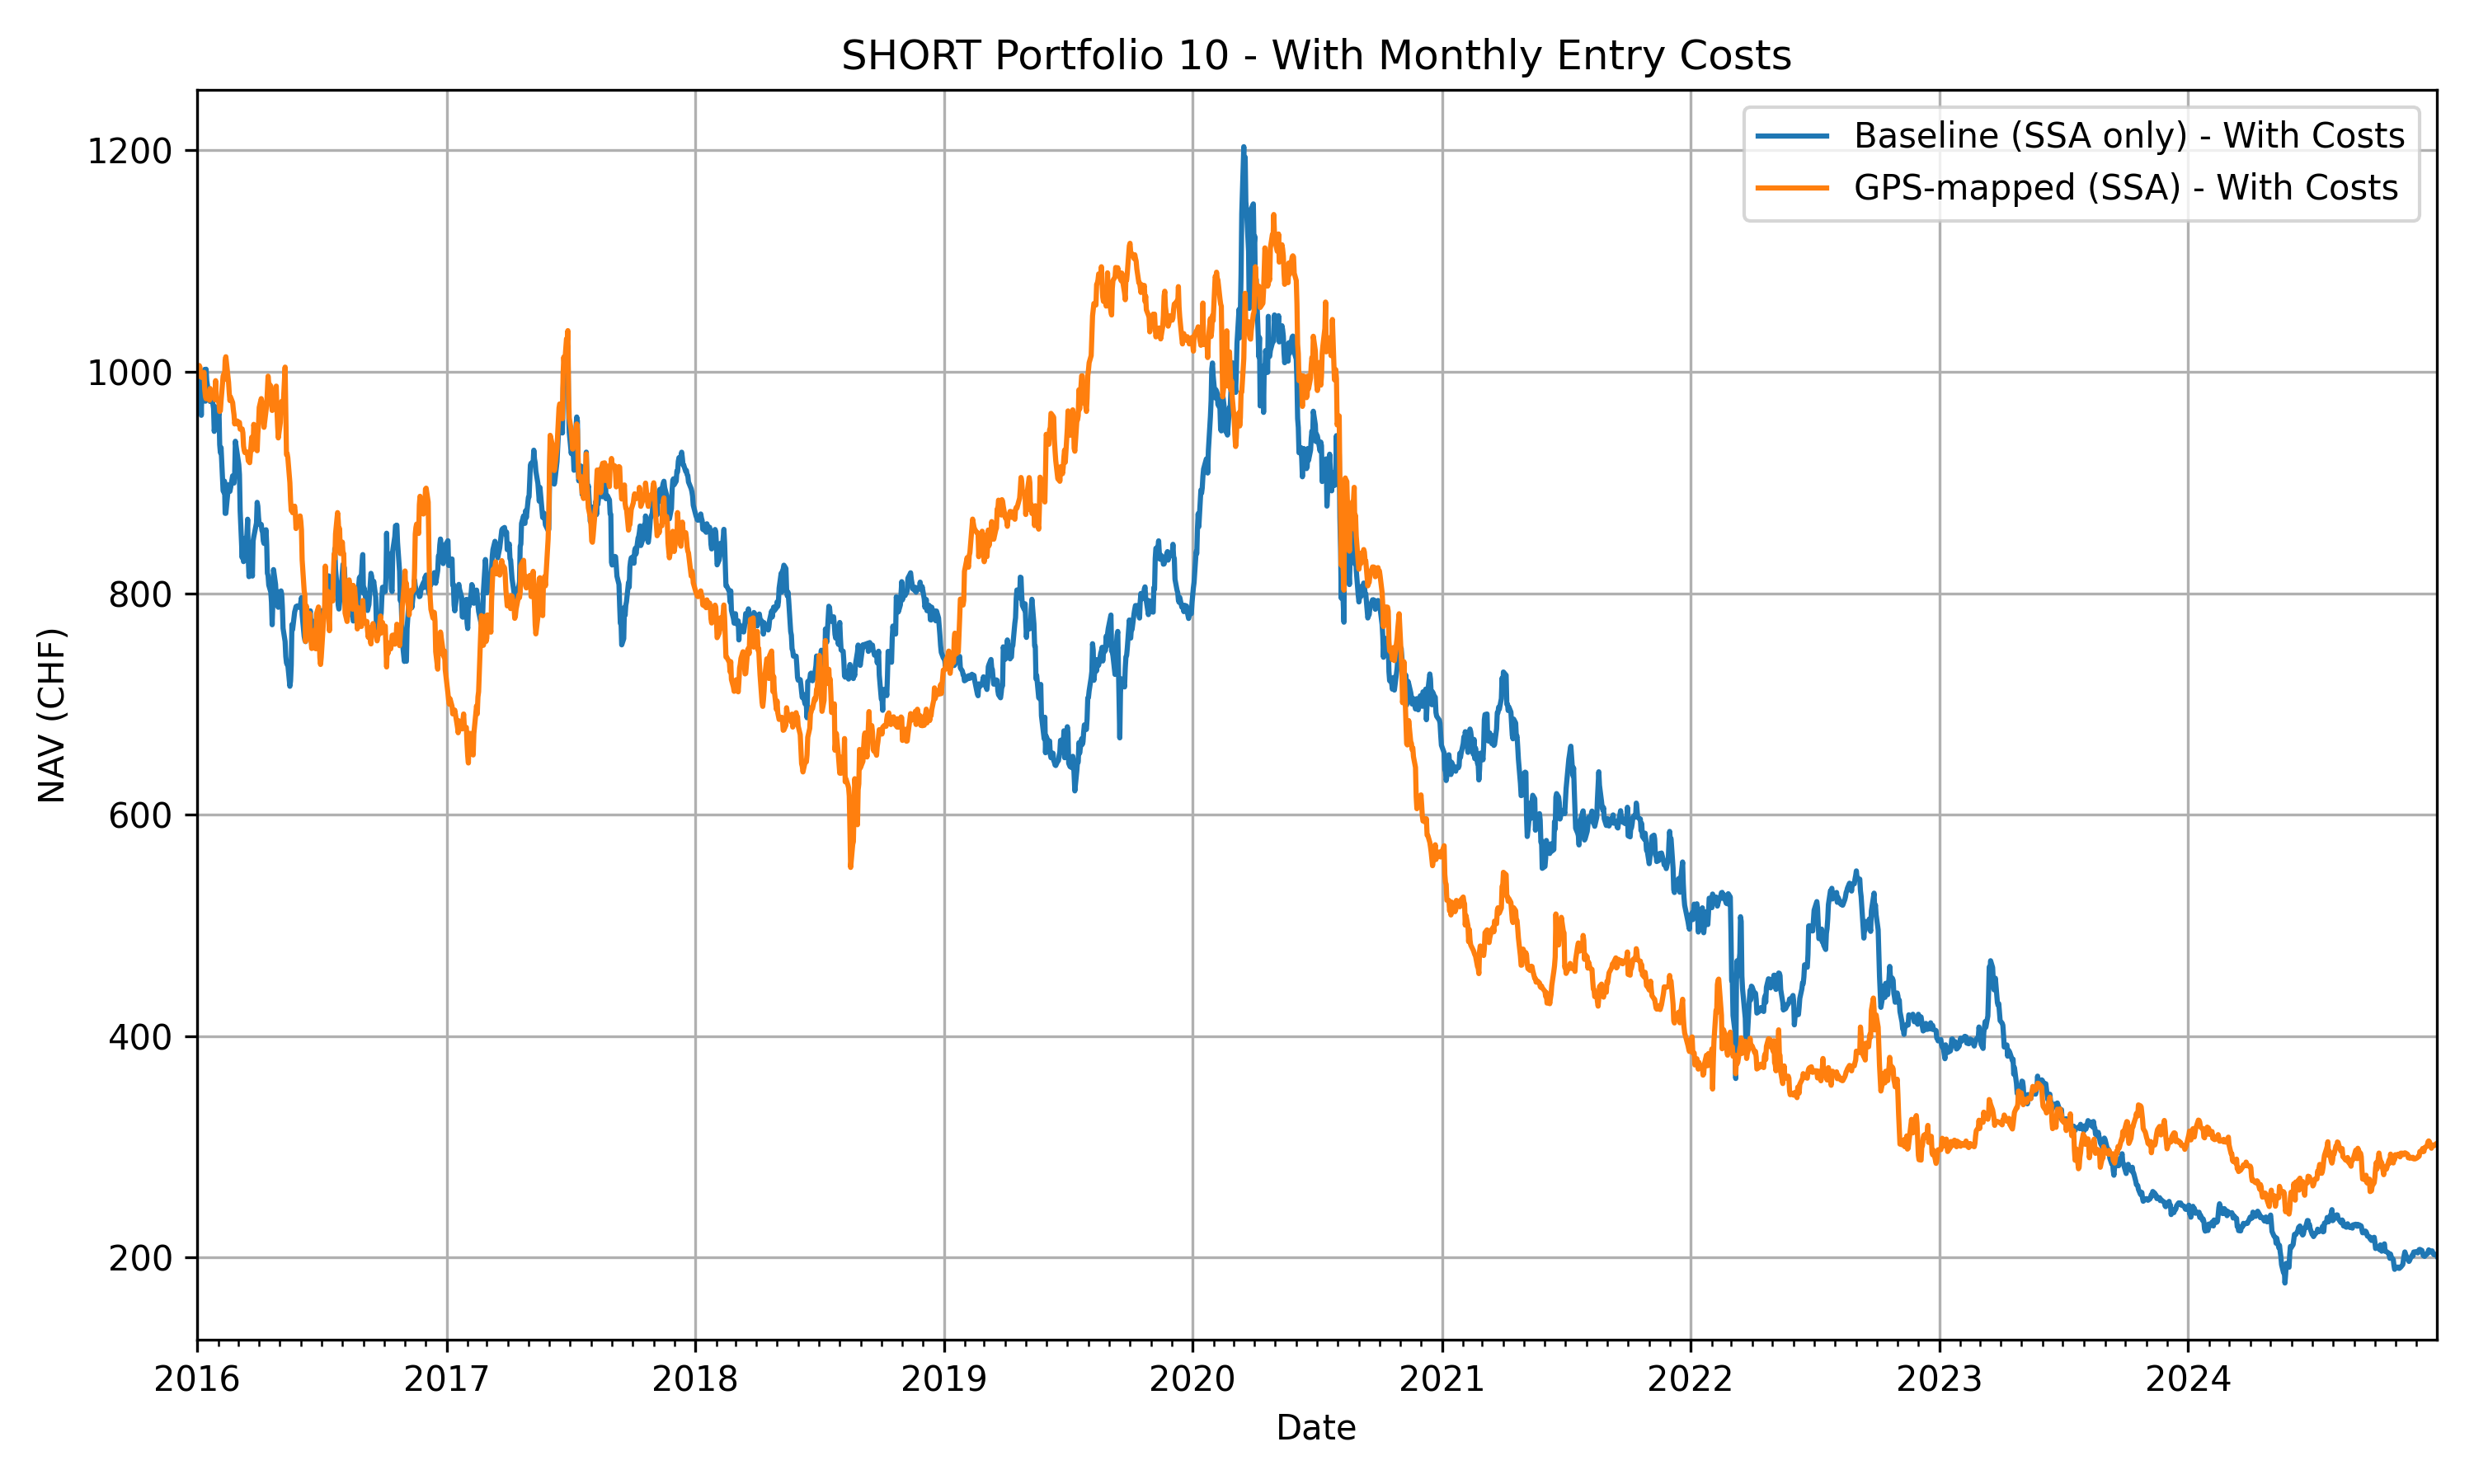 SHORT Portfolio 10 - With Monthly Entry Costs
Baseline (SSA only) - With Costs
GPS-mapped (SSA) - With Costs
NAV (CHF)
1200
1000
800
600
400
200
2016 2017 2018 2019 2020 2021 2022 2023 2024
Date